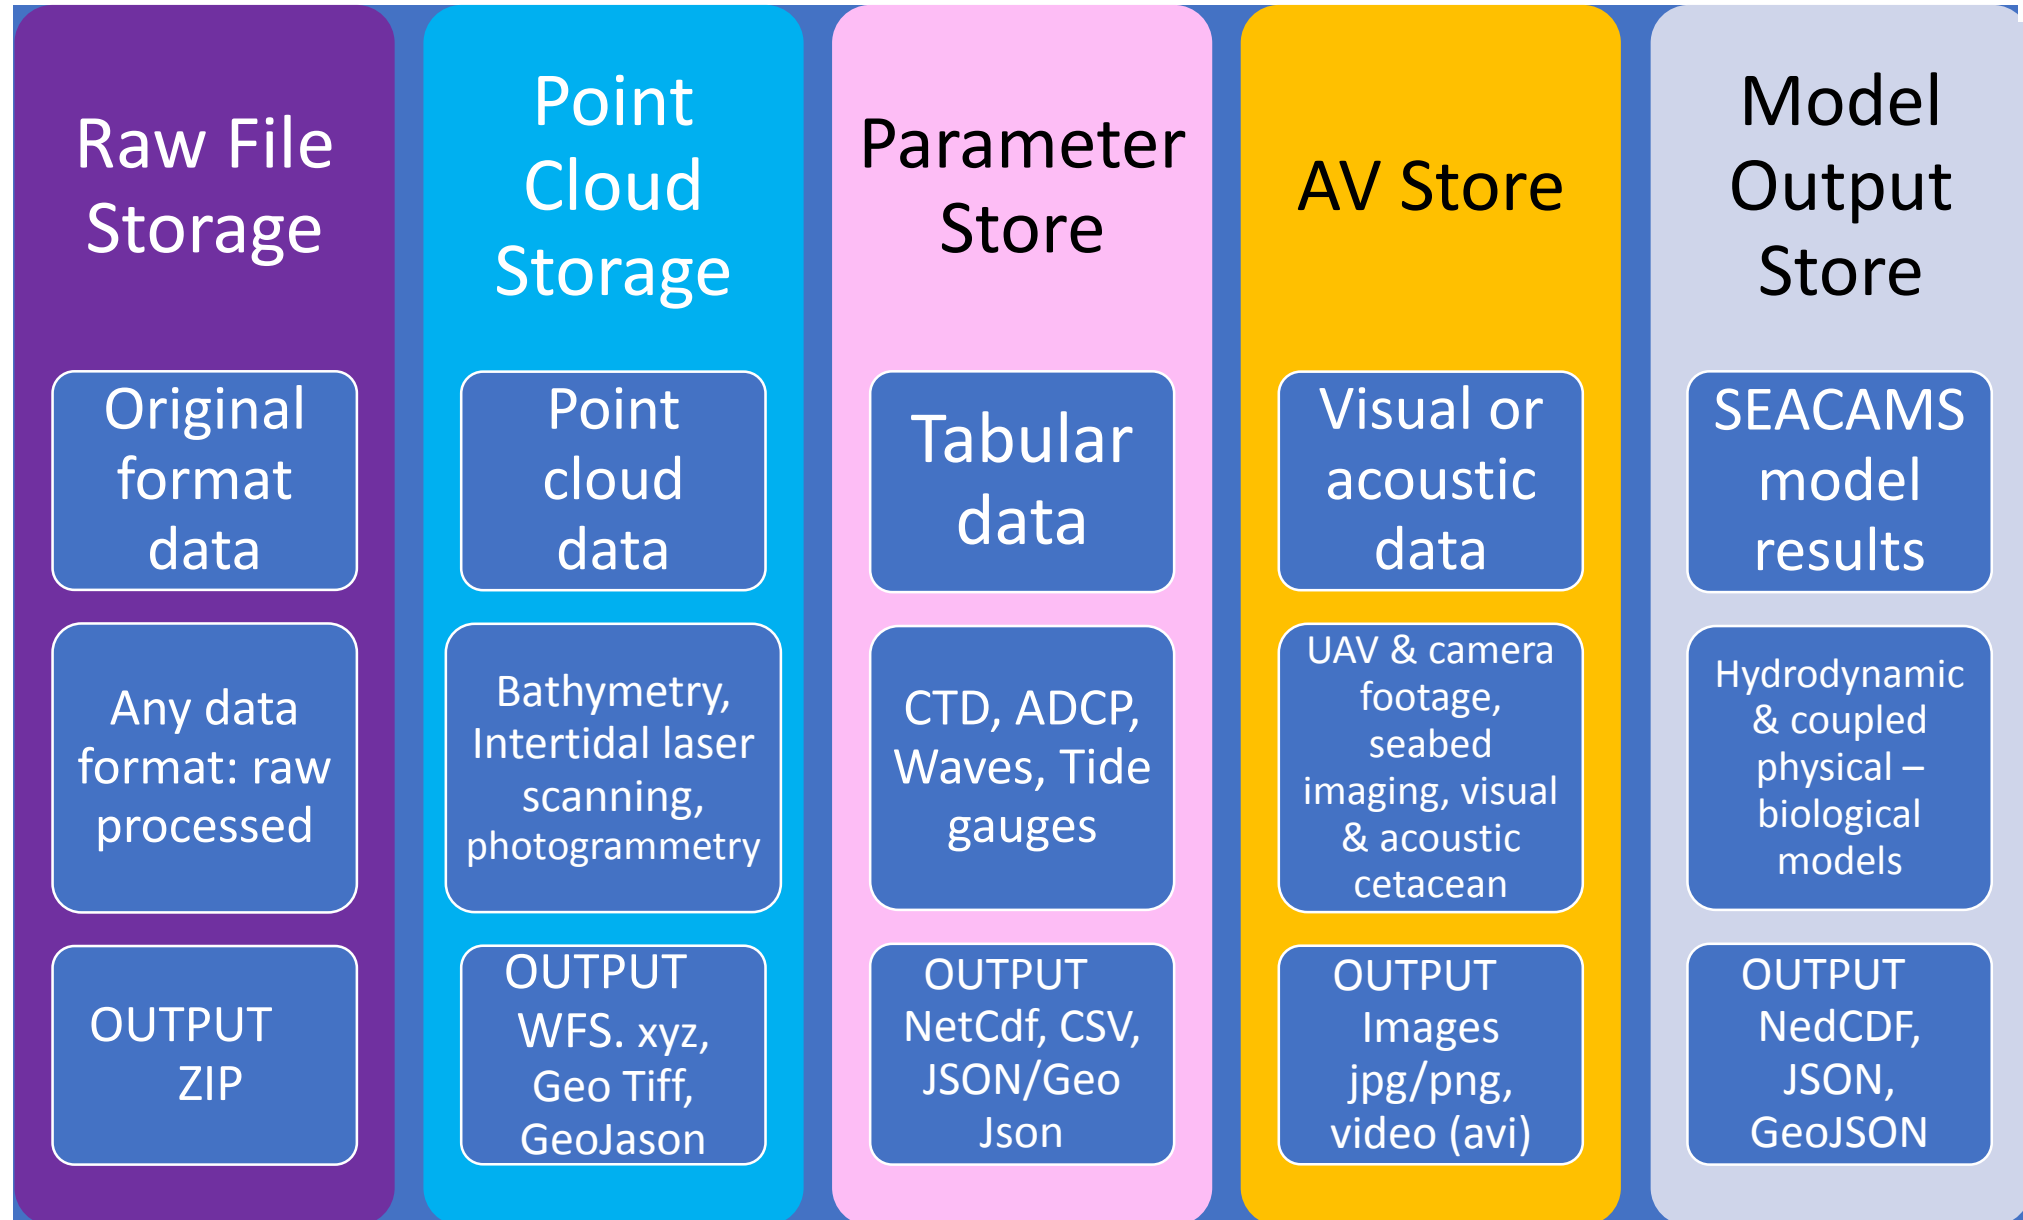 Raw File
Storage
Original
format
data
Any data
format: raw
processed
OUTPUT
ZIP
Point
Cloud
Storage
Point
cloud
data
Bathymetry,
Intertidal laser
scanning,
photogrammetry
OUTPUT
WFS. xyz,
Geo Tiff,
GeoJason
Parameter
Store
Tabular
data
CTD, ADCP,
Waves, Tide
gauges
OUTPUT
NetCdf, CSV,
JSON/Geo
Json
AV Store
Visual or
acoustic
data
UAV & camera
footage,
seabed
imaging, visual
& acoustic
cetacean
OUTPUT
Images
jpg/png,
video (avi)
Model
Output
Store
SEACAMS
model
results
Hydrodynamic
& coupled
physical –
biological
models
OUTPUT
NedCDF,
JSON,
GeoJSON